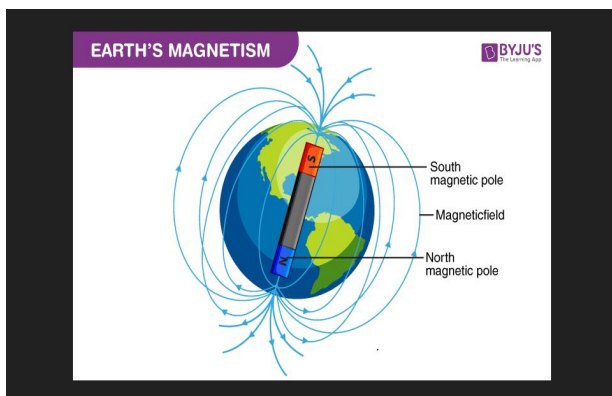 EARTH'S MAGNETISM
BYJU'S
The Learning App
S
South
magnetic pole
Magneticfield
North
magnetic pole
N